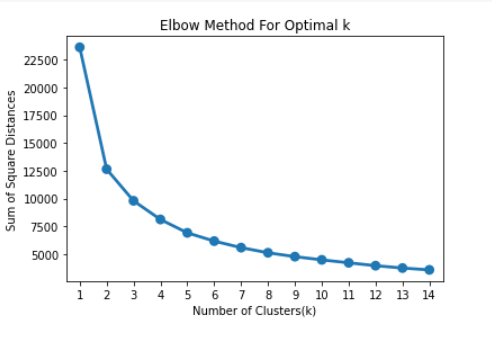 Elbow Method For Optimal k
22500
20000
17500
15000
12500
10000
7500
5000
Sum of Square Distances
1 2 3 4 5 6 7 8 9 10 11 12 13 14
Number of Clusters(k)